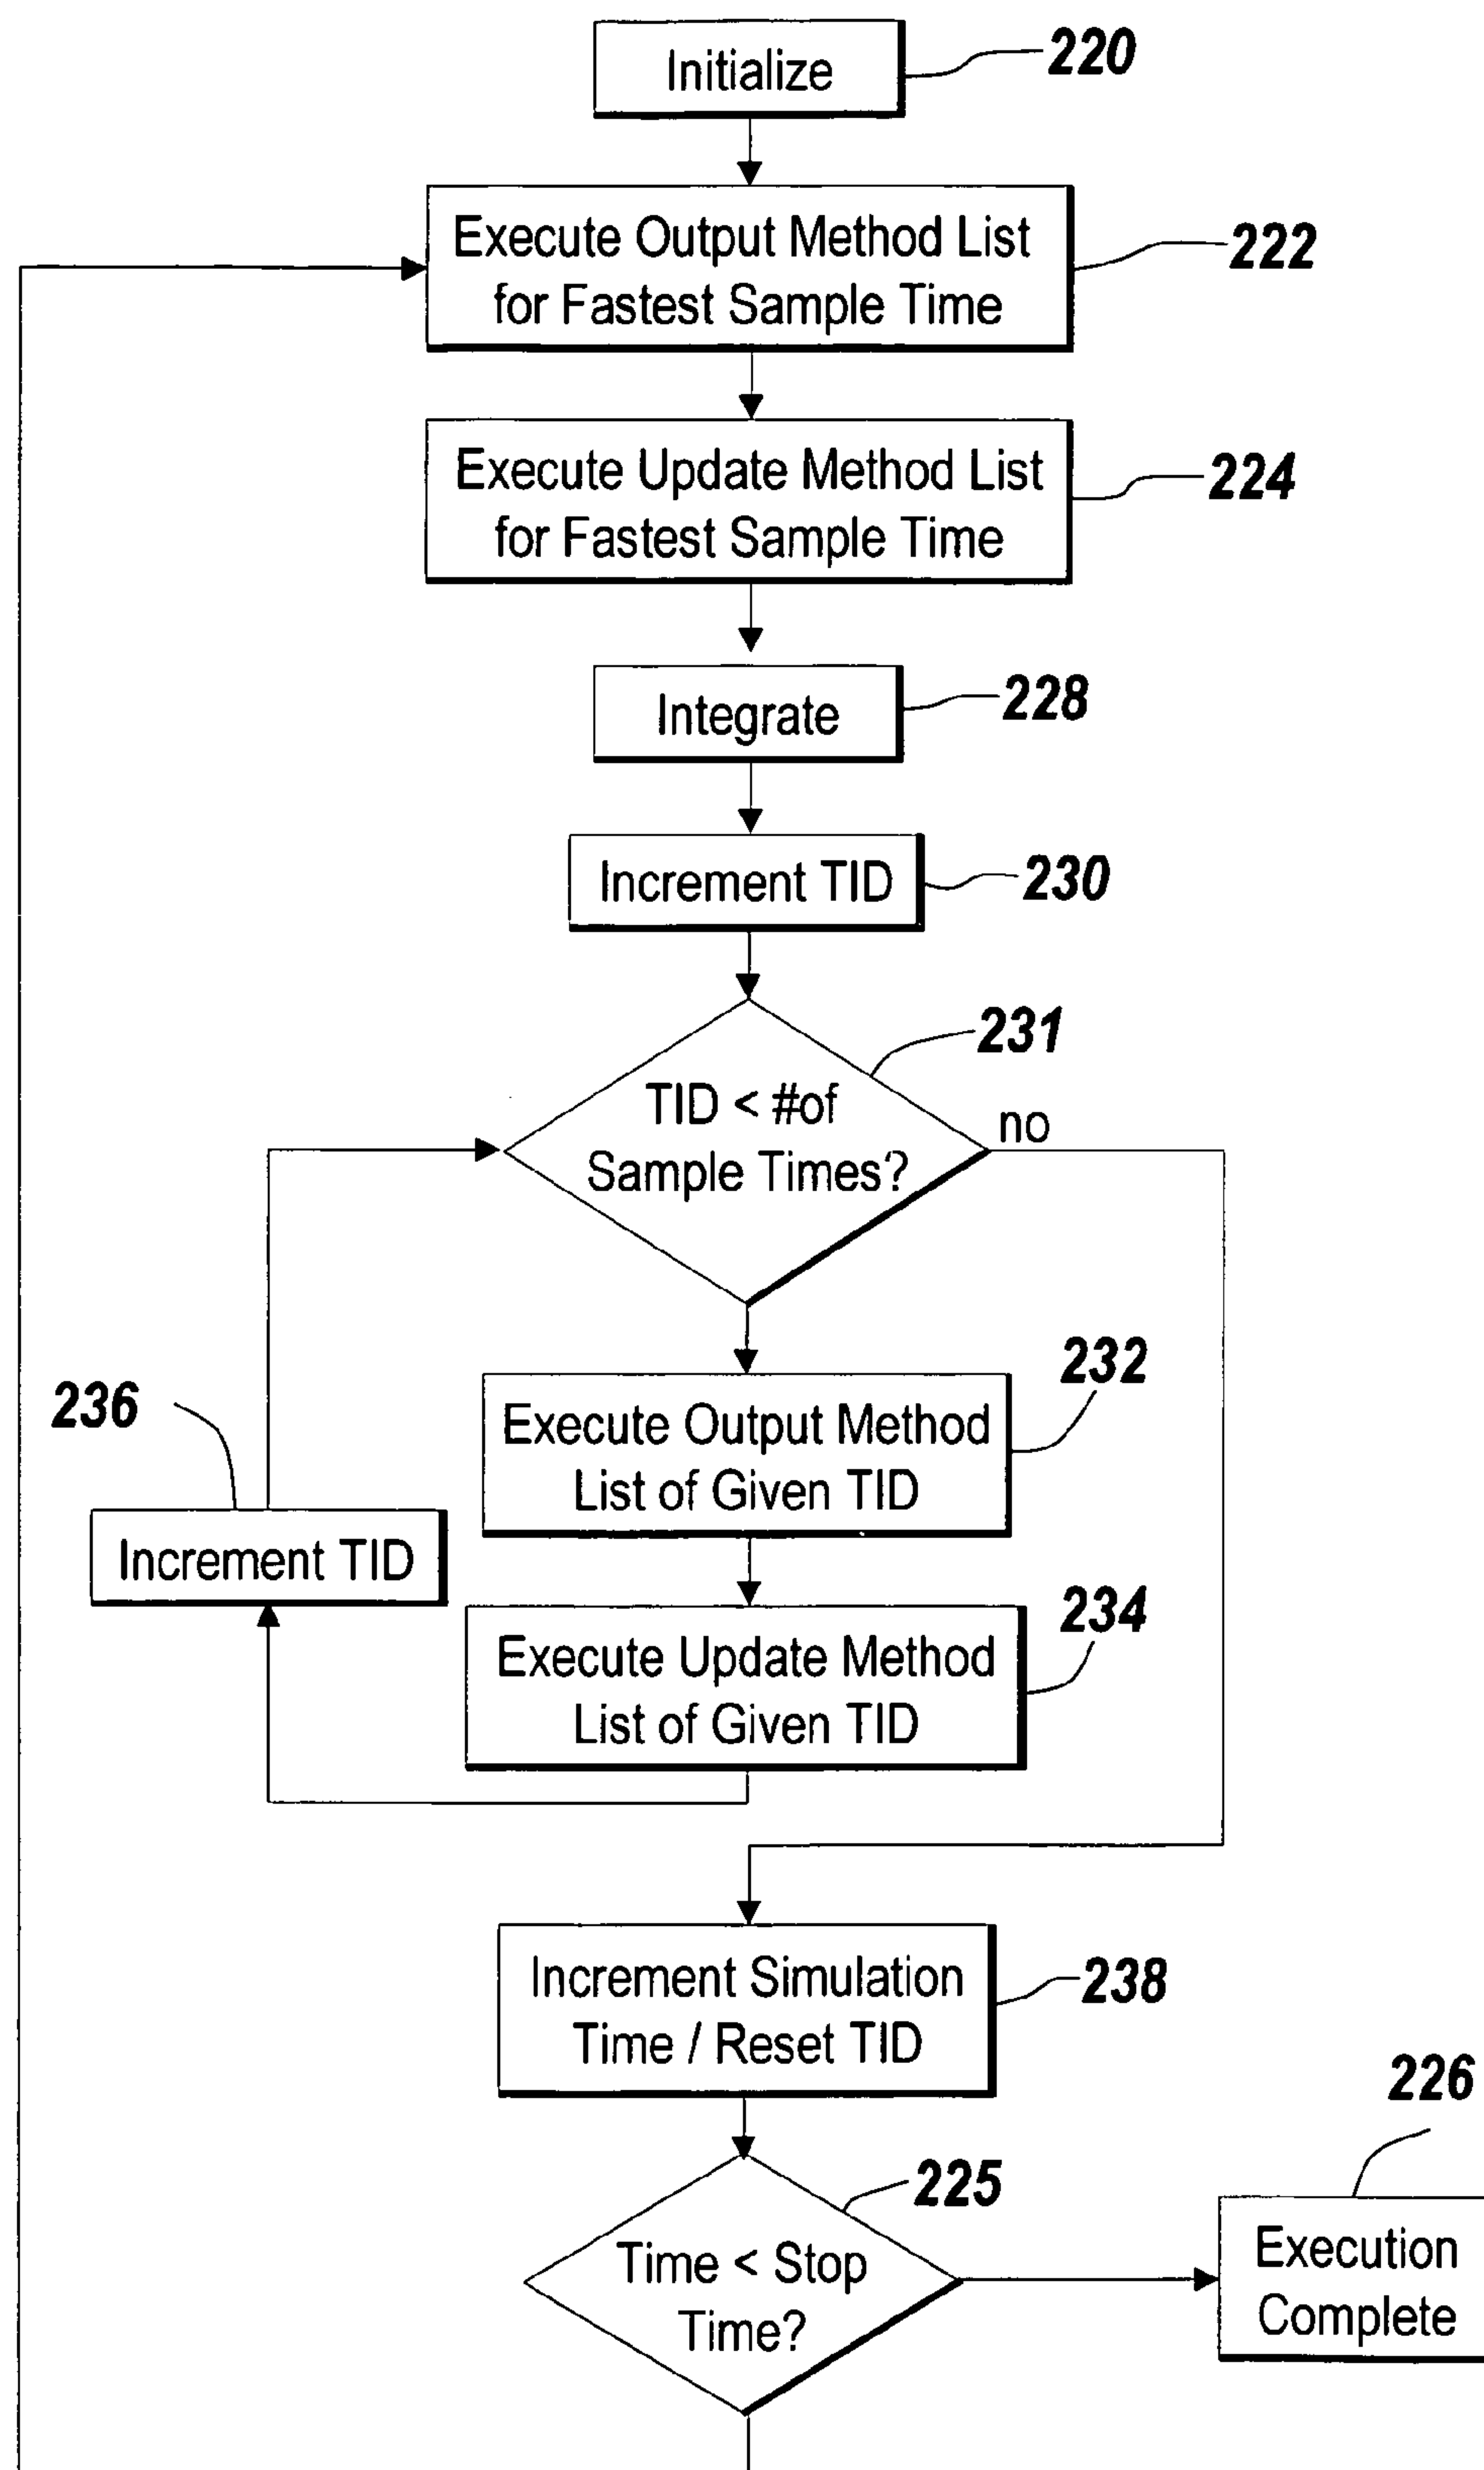 Initialize
220
Execute Output Method List
for Fastest Sample Time
222
Execute Update Method List
for Fastest Sample Time
224
Integrate
228
Increment TID
230
231
TID < #of
Sample Times?
no
232
Execute Output Method
List of Given TID
236
Increment TID
234
Execute Update Method
List of Given TID
Increment Simulation
Time / Reset TID
238
226
225
Time < Stop
Time?
Execution
Complete